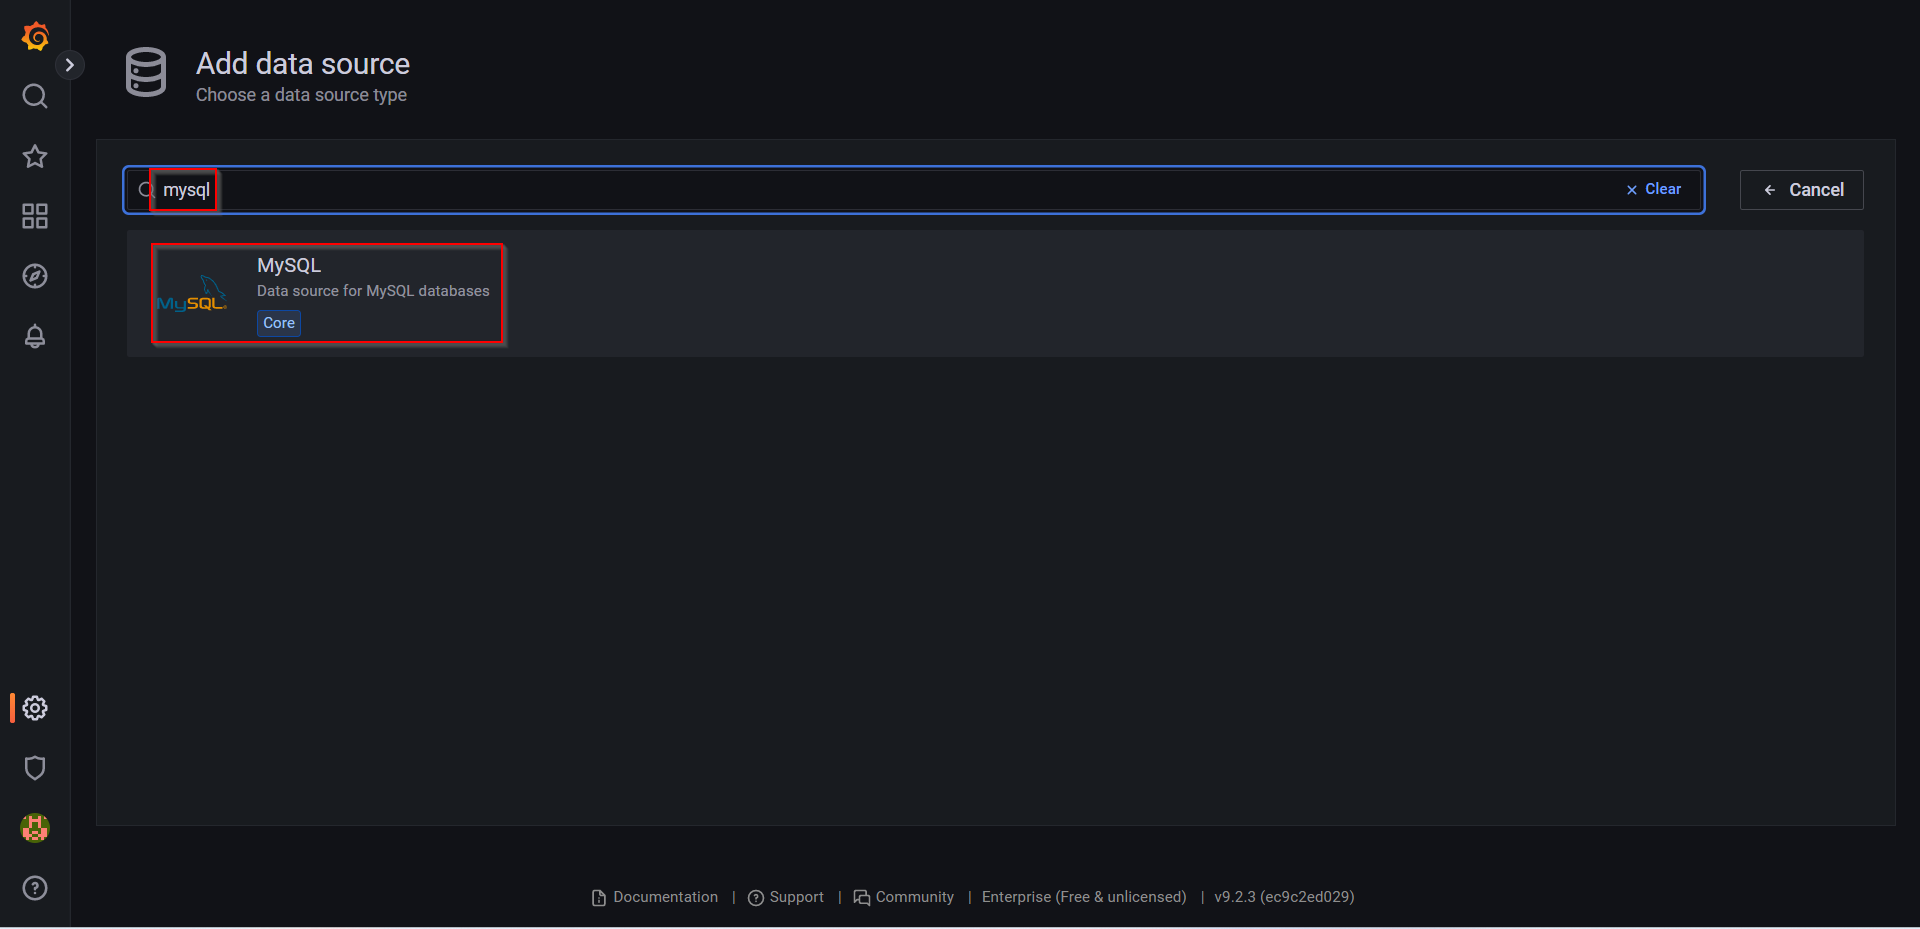 Add data source
Choose a data source type
mysql
Clear
Cancel
MySQL
MySQL
Data source for MySQL databases
Core
Documentation | Support | Community | Enterprise (Free & unlicensed) | v9.2.3 (ec9c2ed029)